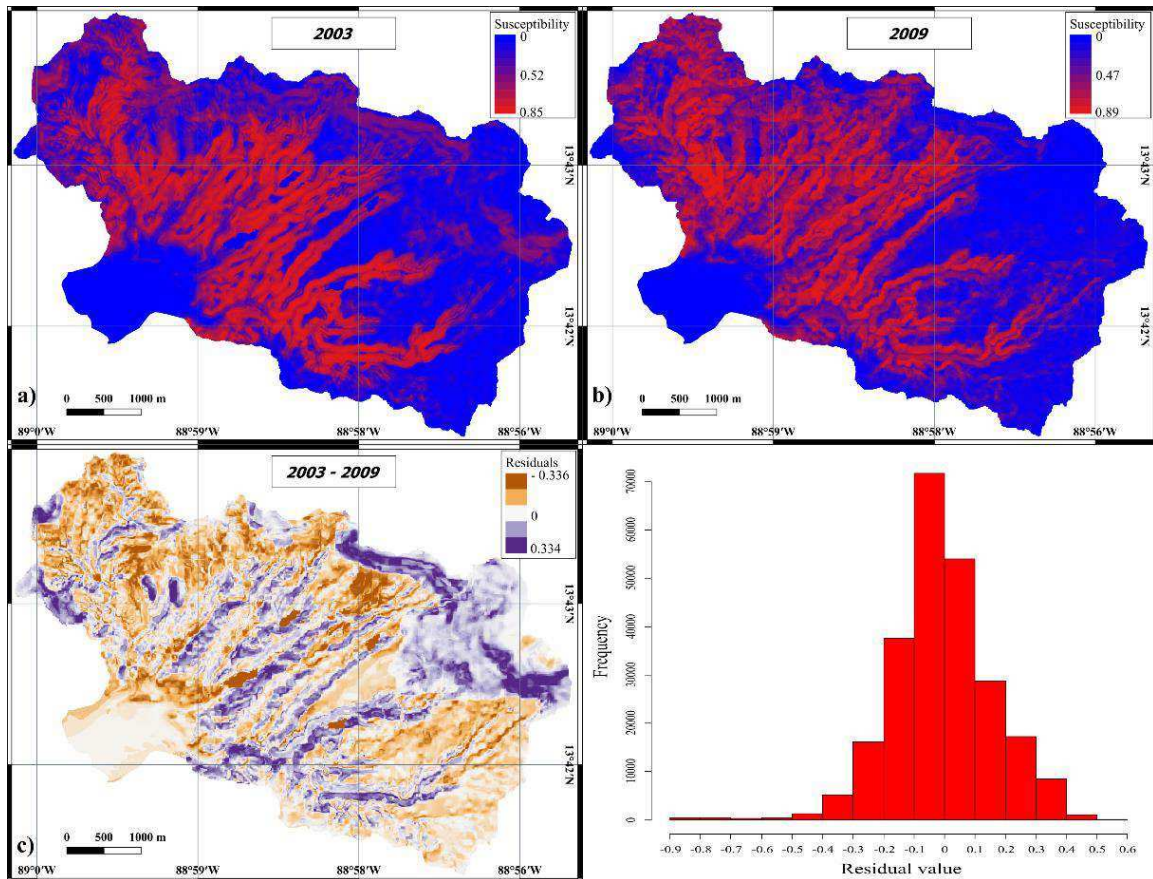 2003
Susceptibility
0
0.52
0.85
13°43'N
13°42'N
a)
0 500 1000 m
89°0'W 88°59'W 88°58'W 88°56'W
2009
Susceptibility
0
0.47
0.89
13°43'N
13°42'N
b)
0 500 1000 m
89°0'W 88°59'W 88°58'W 88°56'W
2003 - 2009
Residuals
- 0.336
0
0.334
13°43'N
13°42'N
c)
0 500 1000 m
89°0'W 88°59'W 88°58'W 88°56'W
Frequency
70000
60000
50000
40000
30000
20000
10000
0
-0.9 -0.8 -0.7 -0.6 -0.5 -0.4 -0.3 -0.2 -0.1 0 0.1 0.2 0.3 0.4 0.5 0.6
Residual value